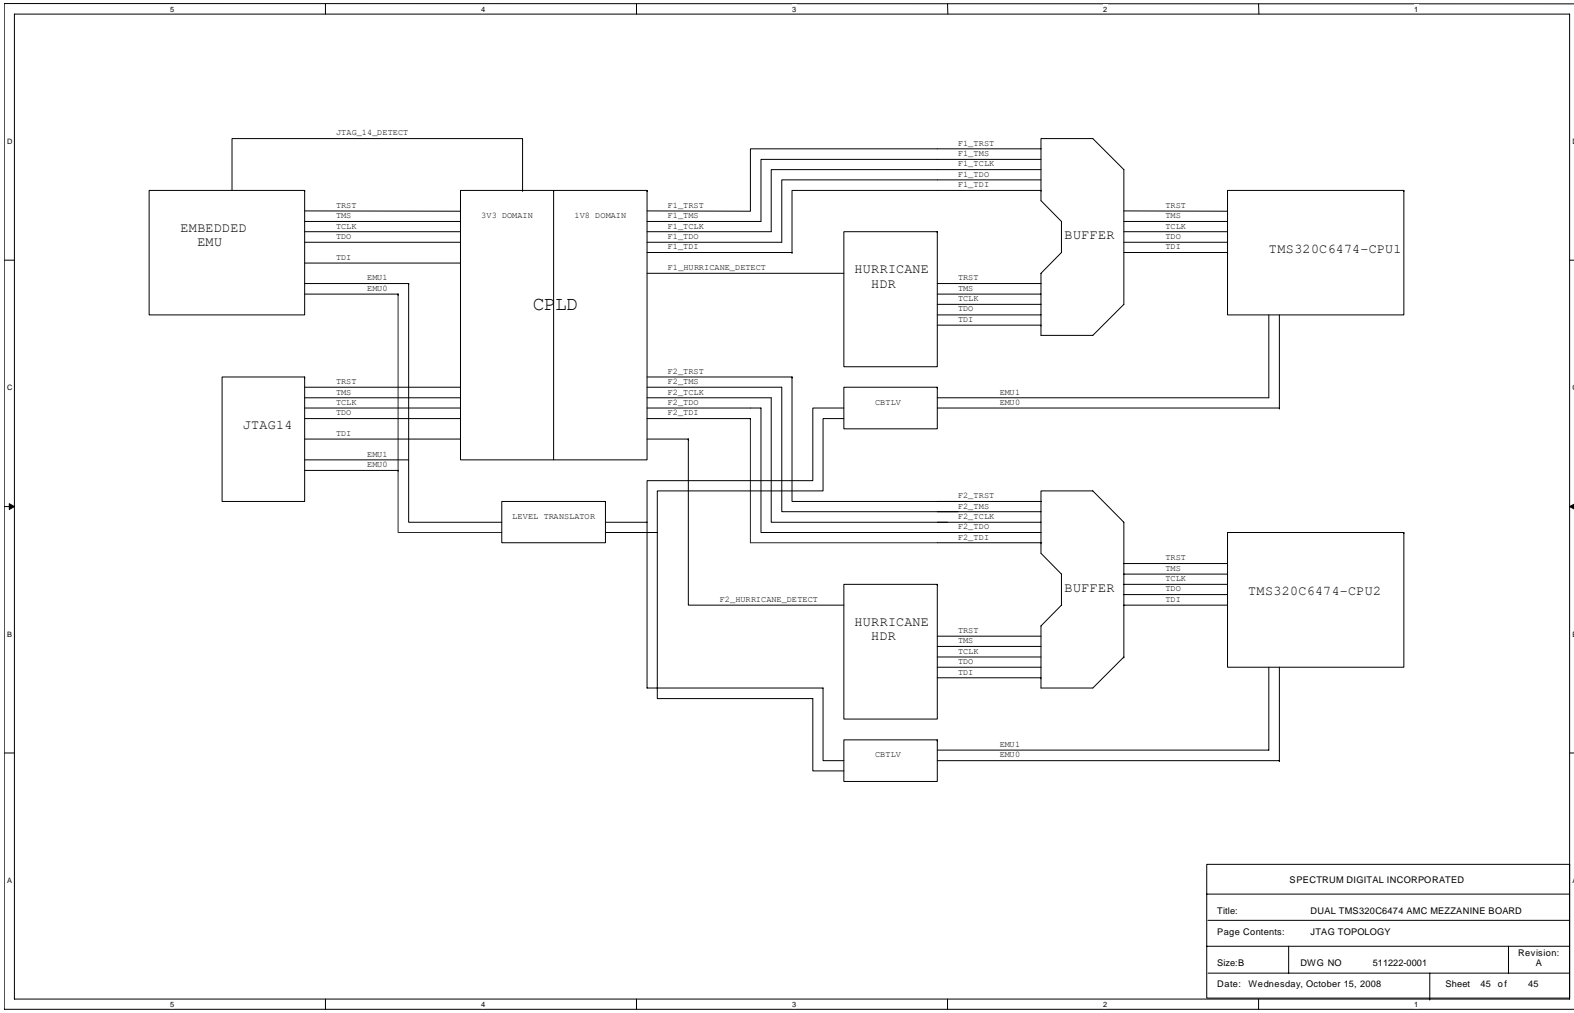 5 4 3 2 1
D
C
B
A
JTAG_14_DETECT
EMBEDDED
EMU
TRST
TMS
TCLK
TDO
TDI
EMU1
EMU0
JTAG14
TRST
TMS
TCLK
TDO
TDI
EMU1
EMU0
3V3 DOMAIN
1V8 DOMAIN
CPLD
LEVEL TRANSLATOR
F1_TRST
F1_TMS
F1_TCLK
F1_TDO
F1_TDI
F1_HURRICANE_DETECT
F2_TRST
F2_TMS
F2_TCLK
F2_TDO
F2_TDI
F2_HURRICANE_DETECT
F1_TRST
F1_TMS
F1_TCLK
F1_TDO
F1_TDI
HURRICANE
HDR
TRST
TMS
TCLK
TDO
TDI
BUFFER
TRST
TMS
TCLK
TDO
TDI
TMS320C6474-CPU1
CBTLV
EMU1
EMU0
F2_TRST
F2_TMS
F2_TCLK
F2_TDO
F2_TDI
HURRICANE
HDR
TRST
TMS
TCLK
TDO
TDI
BUFFER
TRST
TMS
TCLK
TDO
TDI
TMS320C6474-CPU2
CBTLV
EMU1
EMU0
SPECTRUM DIGITAL INCORPORATED
Title: DUAL TMS320C6474 AMC MEZZANINE BOARD
Page Contents: JTAG TOPOLOGY
Size:B DWG NO 511222-0001 Revision:
A
Date: Wednesday, October 15, 2008 Sheet 45 of 45
5 4 3 2 1